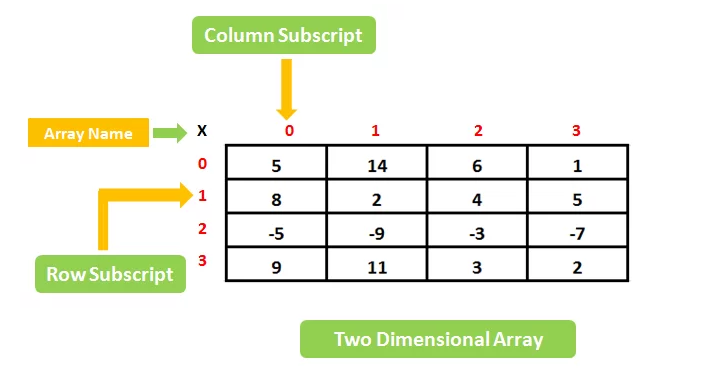 Column Subscript
Array Name X 0 1 2 3
0 5 14 6 1
1 8 2 4 5
2 -5 -9 -3 -7
3 9 11 3 2
Row Subscript
Two Dimensional Array